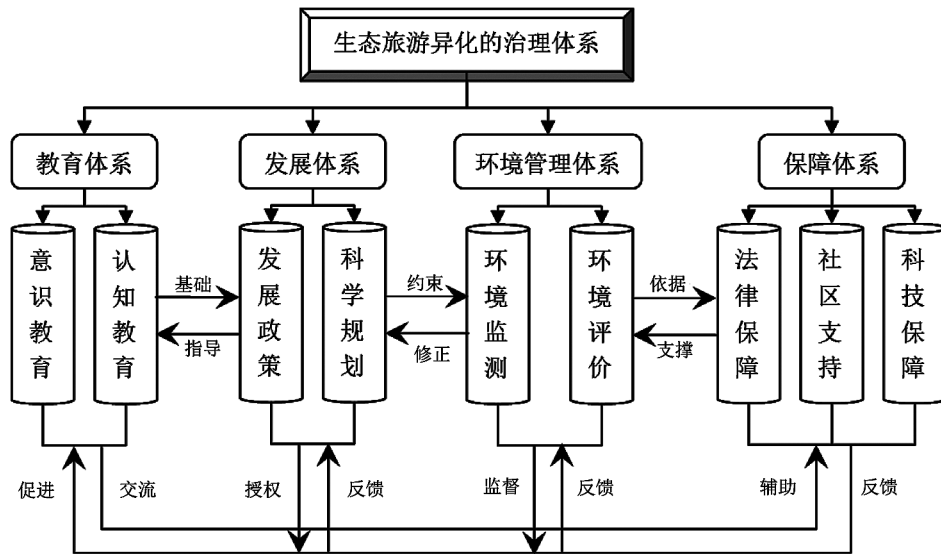 生态旅游异化的治理体系
教育体系
发展体系
环境管理体系
保障体系
意识教育
认知教育
发展政策
科学规划
环境监测
环境评价
法律保障
社区支持
科技保障
基础
指导
约束
修正
依据
支撑
促进
交流
授权
反馈
监督
反馈
辅助
反馈